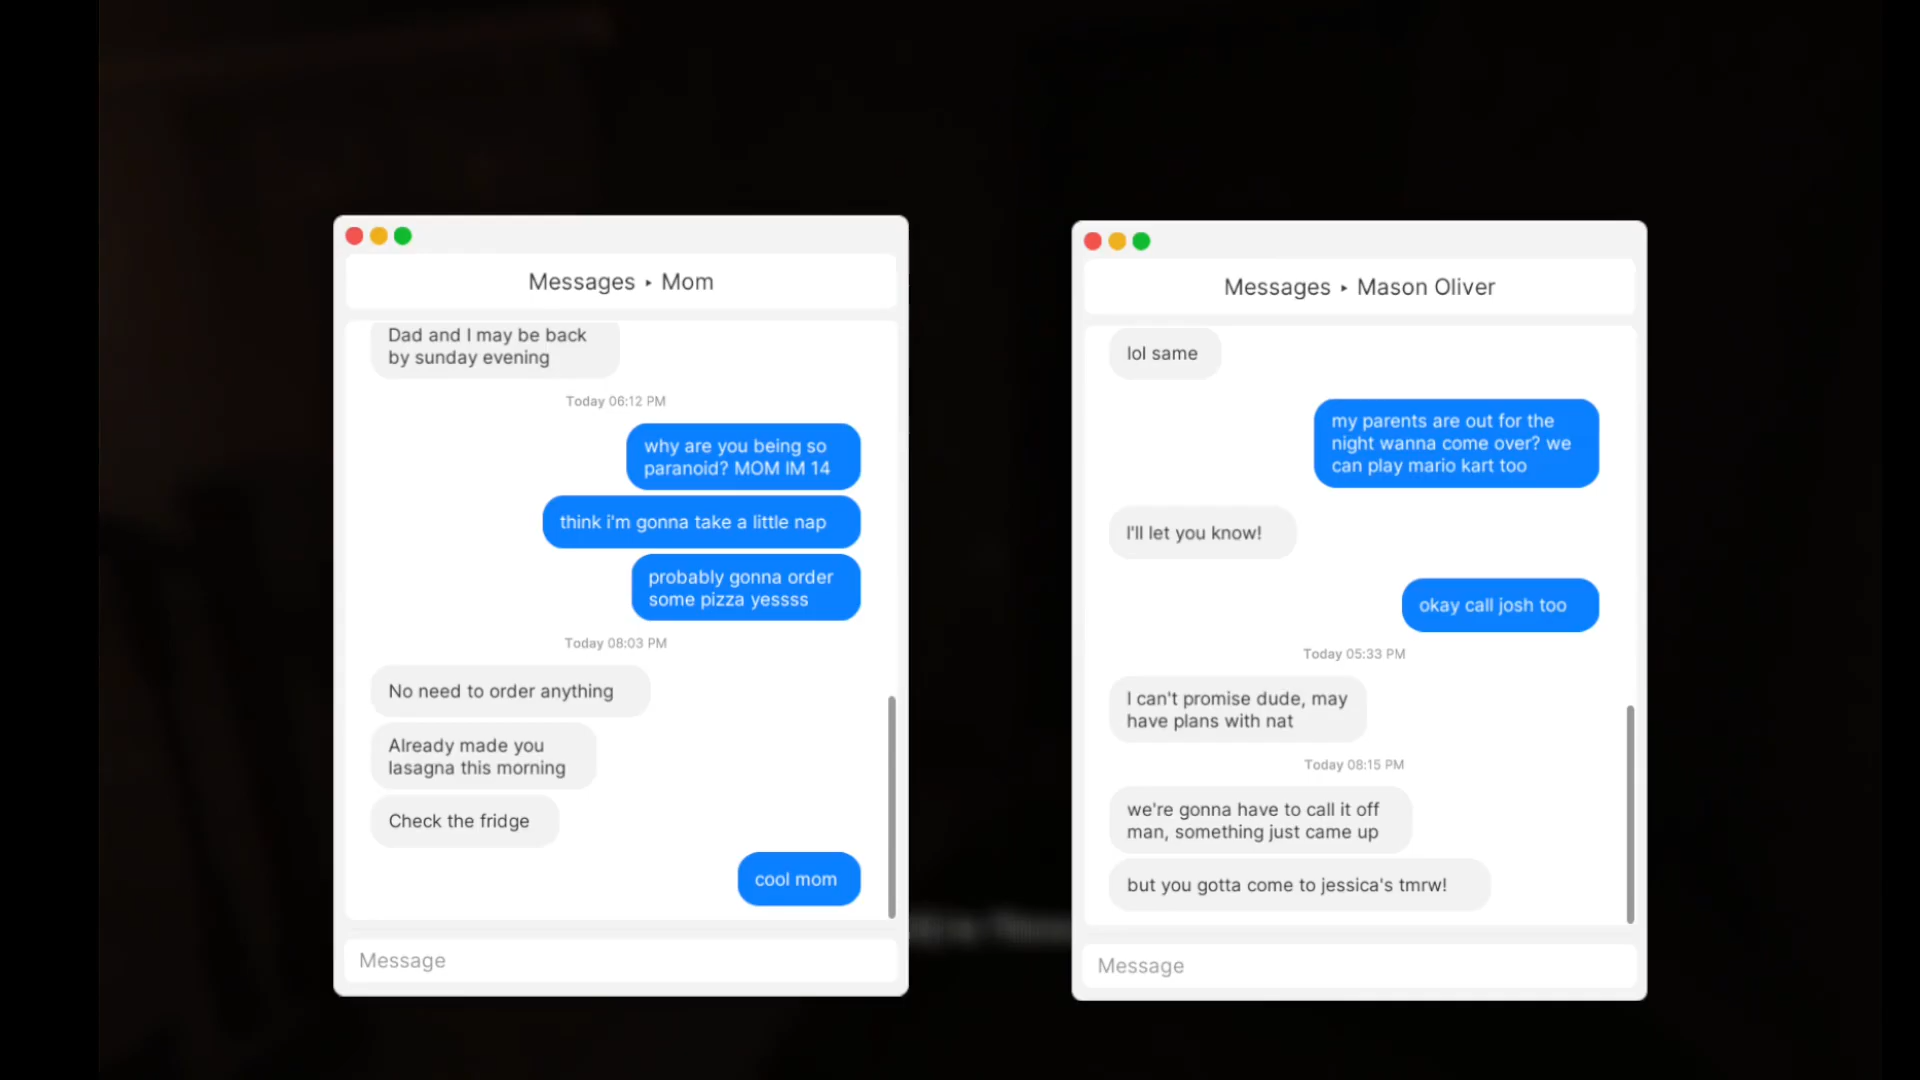 Messages ‣ Mom
Dad and I may be back
by sunday evening
Today 06:12 PM
why are you being so
paranoid? MOM IM 14
think i'm gonna take a little nap
probably gonna order
some pizza yessss
Today 08:03 PM
No need to order anything
Already made you
lasagna this morning
Check the fridge
cool mom
Message
Messages ‣ Mason Oliver
lol same
my parents are out for the
night wanna come over? we
can play mario kart too
I'll let you know!
okay call josh too
Today 05:33 PM
I can't promise dude, may
have plans with nat
Today 08:15 PM
we're gonna have to call it off
man, something just came up
but you gotta come to jessica's tmrw!
Message